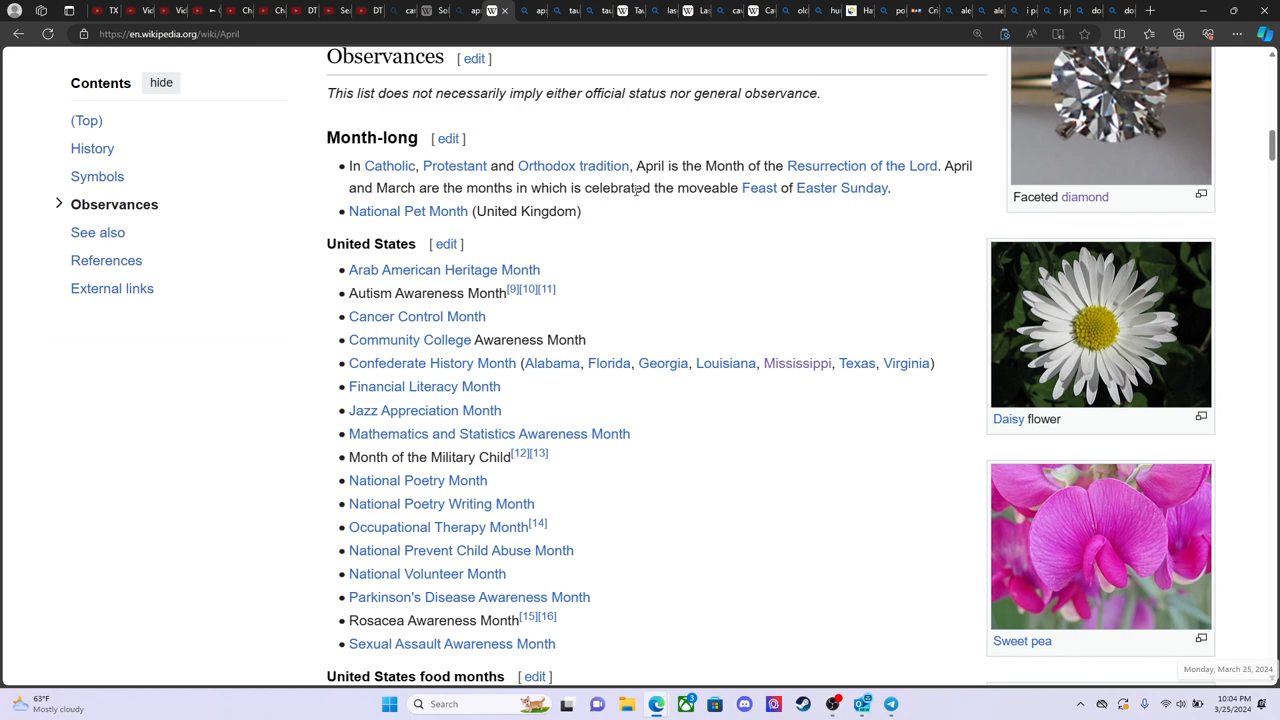 Ch
DT
https://en.wikipedia.org/wiki/April
Contents hide
(Top)
History
Symbols
Observances
See also
References
External links
Observances [ edit ]
This list does not necessarily imply either official status nor general observance.
Month-long [ edit ]
• In Catholic, Protestant and Orthodox tradition, April is the Month of the Resurrection of the Lord. April
and March are the months in which is celebrated the moveable Feast of Easter Sunday.
• National Pet Month (United Kingdom)
United States [ edit ]
• Arab American Heritage Month
• Autism Awareness Month[9][10][11]
• Cancer Control Month
• Community College Awareness Month
• Confederate History Month (Alabama, Florida, Georgia, Louisiana, Mississippi, Texas, Virginia)
• Financial Literacy Month
• Jazz Appreciation Month
• Mathematics and Statistics Awareness Month
• Month of the Military Child[12][13]
• National Poetry Month
• National Poetry Writing Month
• Occupational Therapy Month[14]
• National Prevent Child Abuse Month
• National Volunteer Month
• Parkinson's Disease Awareness Month
• Rosacea Awareness Month[15][16]
• Sexual Assault Awareness Month
United States food months [ edit ]
Faceted diamond
Daisy flower
Sweet pea
Monday, March 25, 2024
63°F
Mostly cloudy
Search
3
10:04 PM
3/25/2024